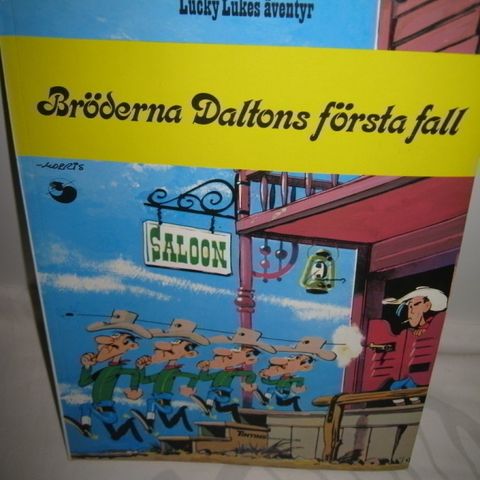 Lucky Lukes äventyr
Bröderna Daltons första fall
MORRIS
SALOON